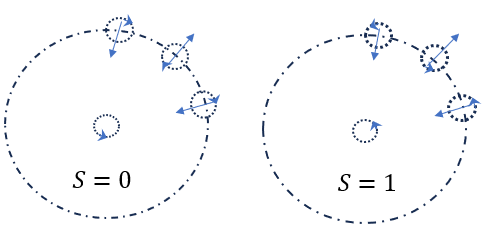 S = 0
S = 1